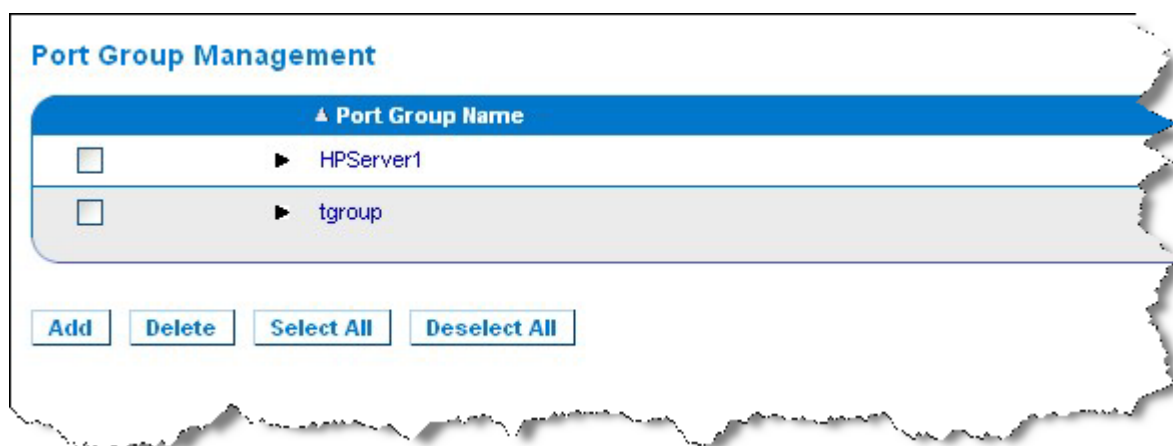 Port Group Management
Port Group Name
HPServer1
tgroup
Add Delete Select All Deselect All